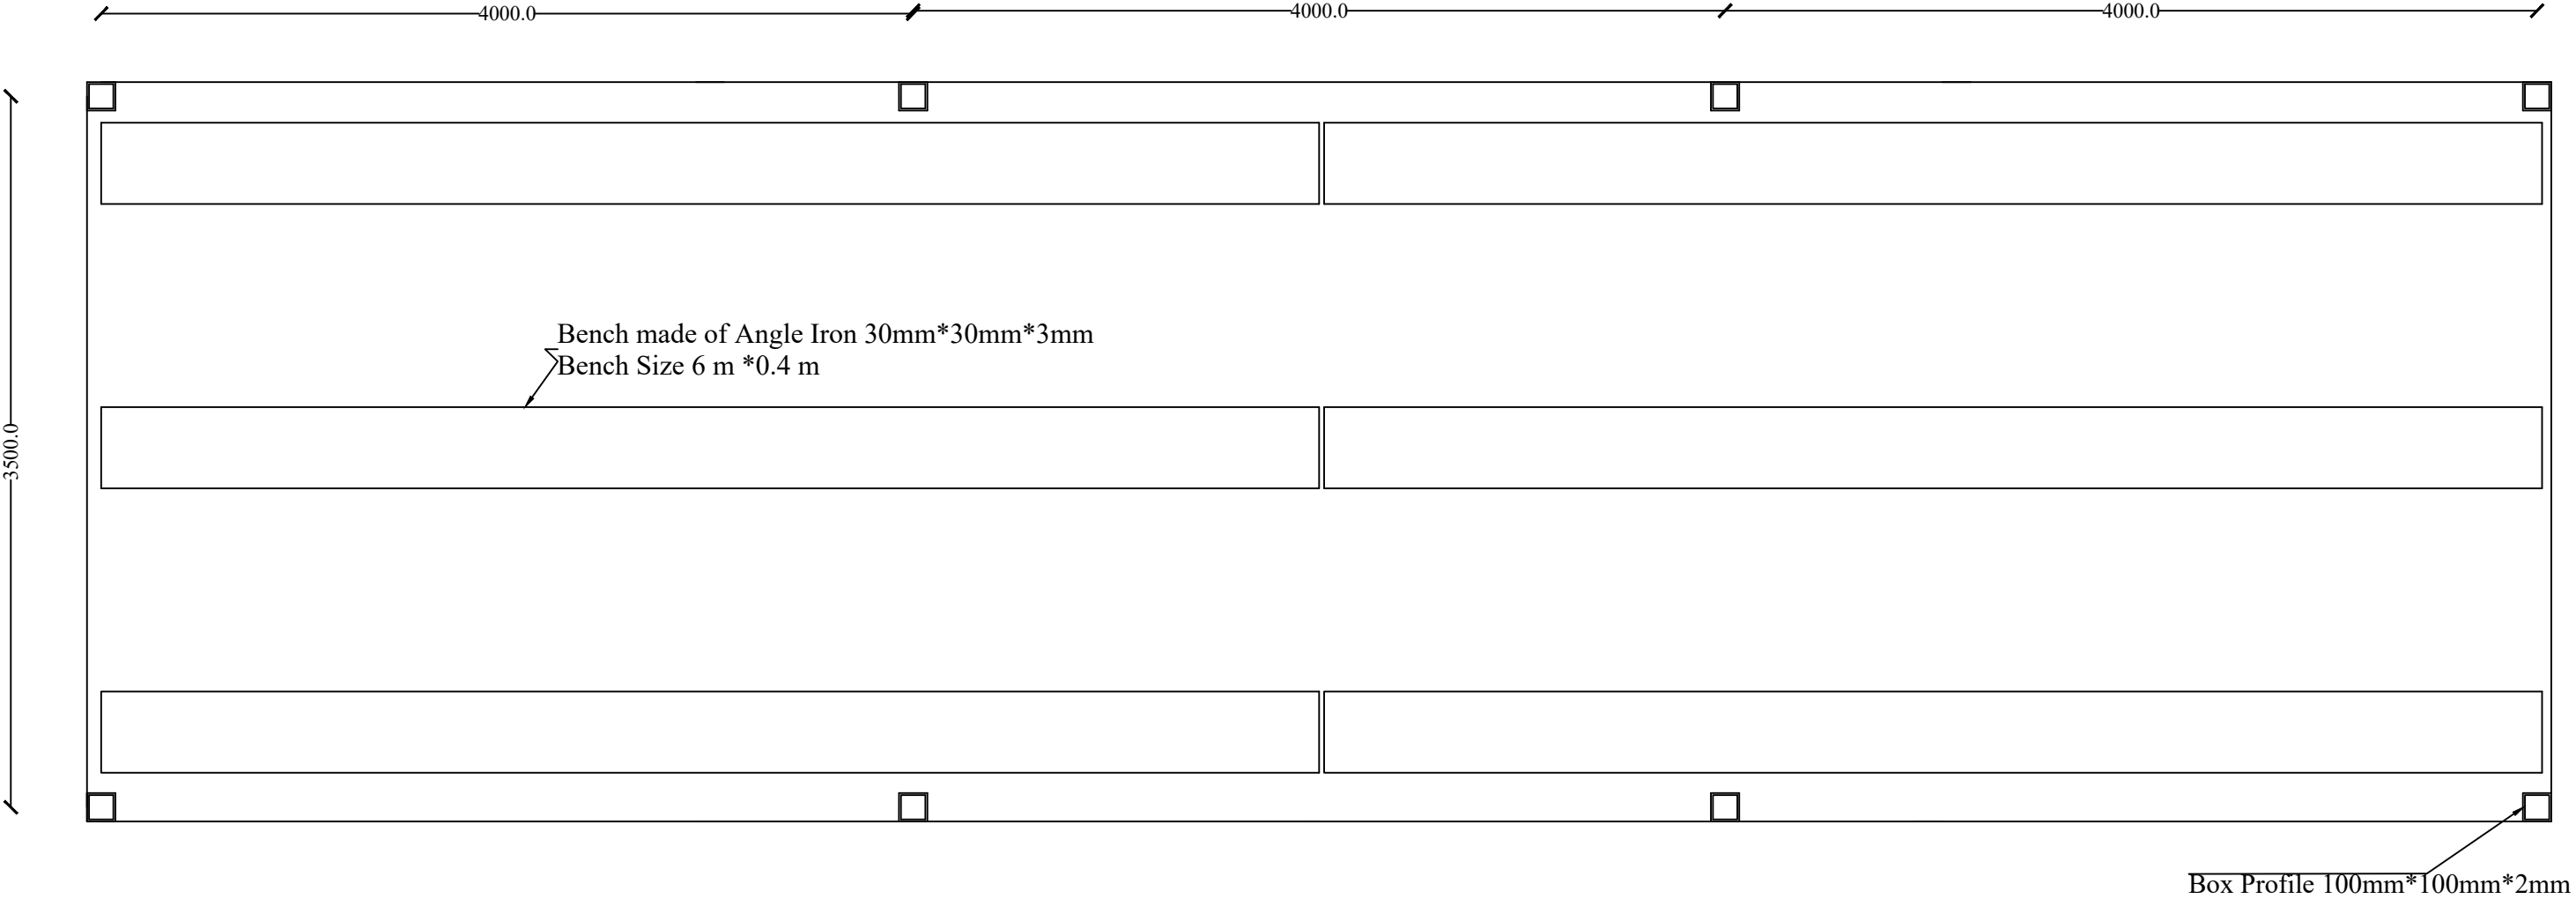 4000.0
4000.0
4000.0
3500.0
Bench made of Angle Iron 30mm*30mm*3mm
Bench Size 6 m *0.4 m
Box Profile 100mm*100mm*2mm